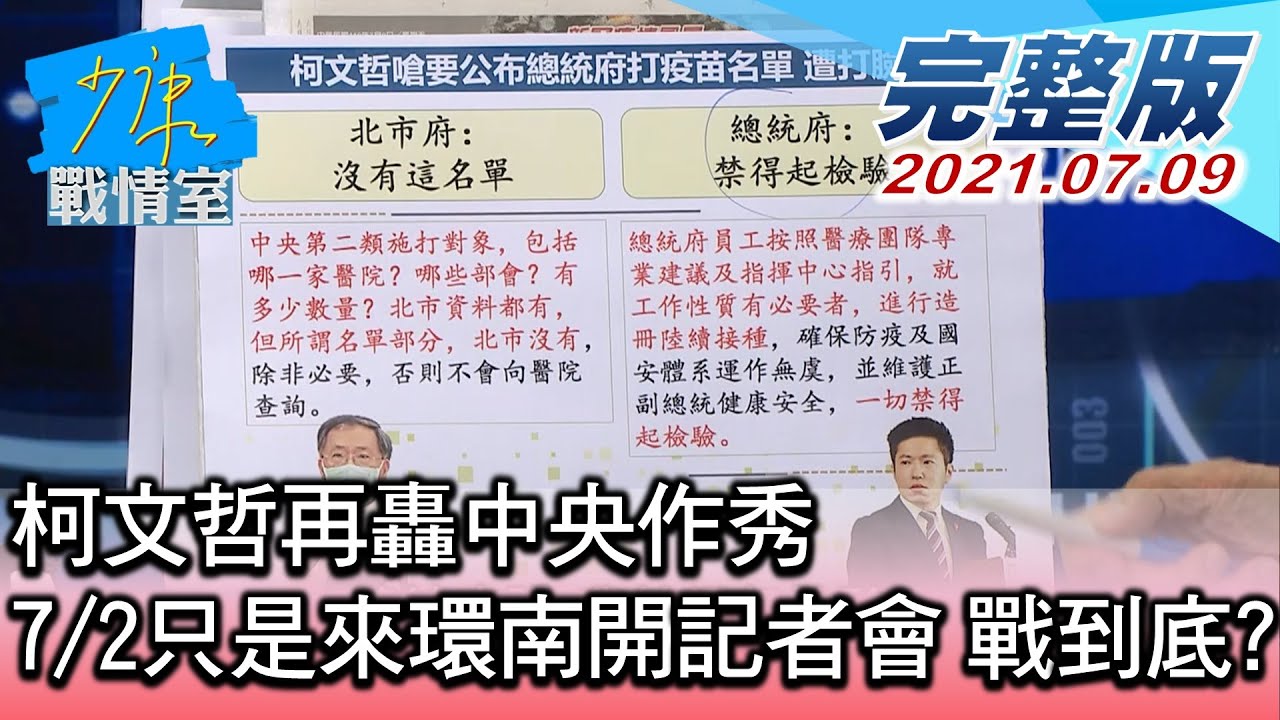 少康
戰情室
完整版
2021.07.09
柯文哲嗆要公布總統府打疫苗名單 遭打臉
北市府：
沒有這名單
總統府：
禁得起檢驗
中央第二類施打對象，包括
哪一家醫院？哪些部會？有
多少數量？北市資料都有，
但所謂名單部分，北市沒有，
除非必要，否則不會向醫院
查詢。
總統府員工按照醫療團隊專
業建議及指揮中心指引，就
工作性質有必要者，進行造
冊陸續接種，確保防疫及國
安體系運作無虞，並維護正
副總統健康安全，一切禁得
起檢驗。
003
柯文哲再轟中央作秀
7/2只是來環南開記者會 戰到底?